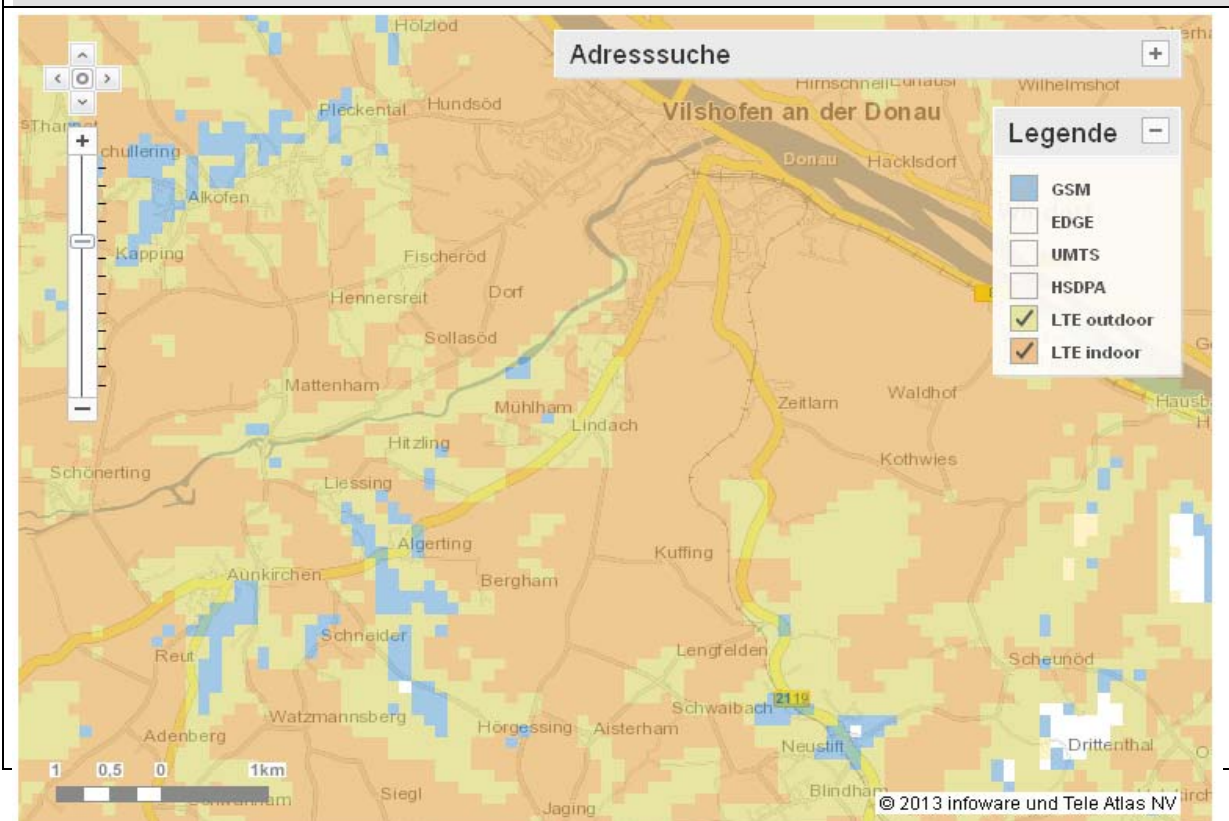 Hölzlöd
Adresssuche
Wilhelmshof
Pleckental
Hundsöd
Vilshofen an der Donau
Legende
chullering
Donau
Hacklsdorf
GSM
Alkofen
EDGE
Kapping
Fischeröd
UMTS
Hennersreit
Dorf
HSDPA
LTE outdoor
Sollasöd
LTE indoor
Mattenham
Waldhof
Mühlham
Zeitlarn
Hausb
Lindach
H
Hitzling
Kothwies
Schönerting
Liessing
Algerting
Kuffing
Aunkirchen
Bergham
Schneider
Reut
Lengfelden
Scheunöd
2119
Schwaibach
Watzmannsberg
Hörgessing
Aisterham
Adenberg
Neustift
Dritenthal
1 0,5 0 1km
Siegl
Blindham
Jaging
© 2013 infoware und Tele Atlas NV